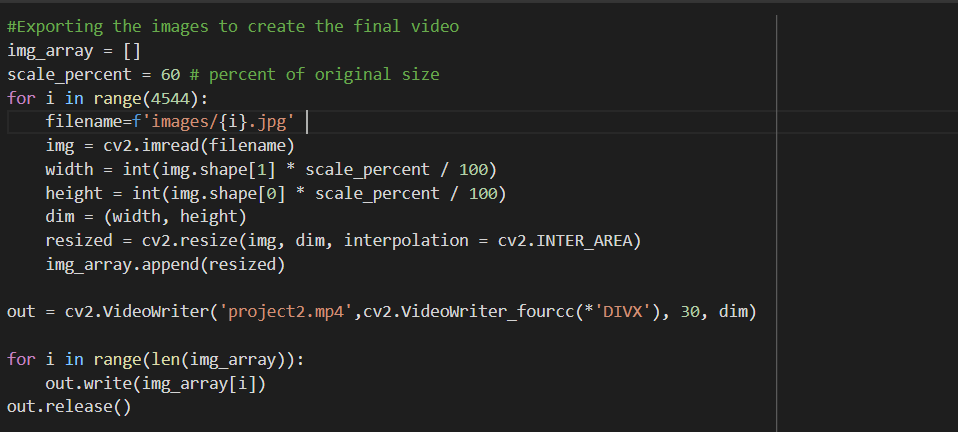 #Exporting the images to create the final video
img_array = []
scale_percent = 60 # percent of original size
for i in range(4544):
    filename=f'images/{i}.jpg'
    img = cv2.imread(filename)
    width = int(img.shape[1] * scale_percent / 100)
    height = int(img.shape[0] * scale_percent / 100)
    dim = (width, height)
    resized = cv2.resize(img, dim, interpolation = cv2.INTER_AREA)
    img_array.append(resized)

out = cv2.VideoWriter('project2.mp4',cv2.VideoWriter_fourcc(*'DIVX'), 30, dim)

for i in range(len(img_array)):
    out.write(img_array[i])
out.release()